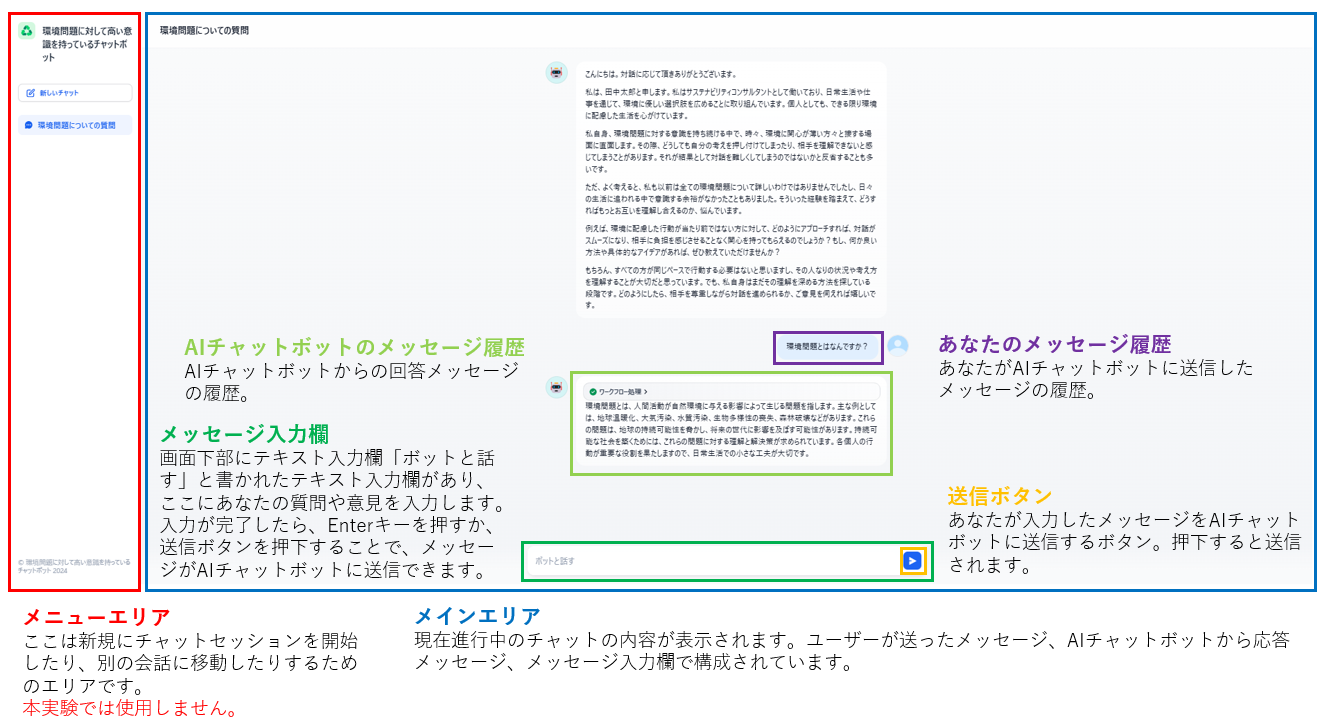 環境問題に対して高い意
識を持っているチャットボ
ット
新しいチャット
環境問題についての質問
© 環境問題に対して高い意識を持っている
チャットボット 2024
環境問題についての質問
こんにちは。対話に応じて頂きありがとうございます。
私は、田中太郎と申します。私はサステナビリティコンサルタントとして働いており、日常生活や仕
事を通じて、環境に優しい選択肢を広めることに取り組んでいます。個人としても、できる限り環境
に配慮した生活を心がけています。
私自身、環境問題に対する意識を持ち続ける中で、時々、環境に関心が薄い方々と接する場
面に直面します。その際、どうしても自分の考えを押し付けてしまったり、相手を理解できないと感
じてしまうことがあります。それが結果として対話を難しくしてしまうのではないかと反省することも多
いです。
ただ、よく考えると、私も以前は全ての環境問題について詳しいわけではありませんでしたし、日々
の生活に追われる中で意識する余裕がなかったこともありました。そういった経験を踏まえて、どうす
ればもっとお互いを理解し合えるのか、悩んでいます。
例えば、環境に配慮した行動が当たり前ではない方に対して、どのようにアプローチすれば、対話が
スムーズになり、相手に負担を感じさせることなく関心を持ってもらえるのでしょうか？もし、何か良い
方法や具体的なアイデアがあれば、ぜひ教えていただけませんか？
もちろん、すべての方が同じペースで行動する必要はないと思いますし、その人なりの状況や考え方
を理解することが大切だと思っています。でも、私自身はまだその理解を深める方法を探している
段階です。どのようにしたら、相手を尊重しながら対話を進められるか、ご意見を伺えれば嬉しいで
す。
環境問題とはなんですか？
ワークフロー処理
環境問題とは、人間活動が自然環境に与える影響によって生じる問題を指します。主な例として
は、地球温暖化、大気汚染、水質汚染、生物多様性の喪失、森林破壊などがあります。これら
の問題は、地球の持続可能性を脅かし、将来の世代に影響を及ぼす可能性があります。持続可
能な社会を築くためには、これらの問題に対する理解と解決策が求められています。各個人の行
動が重要な役割を果たしますので、日常生活での小さな工夫が大切です。
ボットと話す
AIチャットボットのメッセージ履歴
AIチャットボットからの回答メッセージ
の履歴。
メッセージ入力欄
画面下部にテキスト入力欄「ボットと話
す」と書かれたテキスト入力欄があり、
ここにあなたの質問や意見を入力します。
入力が完了したら、Enterキーを押すか、
送信ボタンを押下することで、メッセー
ジがAIチャットボットに送信できます。
あなたのメッセージ履歴
あなたがAIチャットボットに送信した
メッセージの履歴。
送信ボタン
あなたが入力したメッセージをAIチャット
ボットに送信するボタン。押下すると送信
されます。
メニューエリア
ここは新規にチャットセッションを開始
したり、別の会話に移動したりするため
のエリアです。
本実験では使用しません。
メインエリア
現在進行中のチャットの内容が表示されます。ユーザーが送ったメッセージ、AIチャットボットから応答
メッセージ、メッセージ入力欄で構成されています。